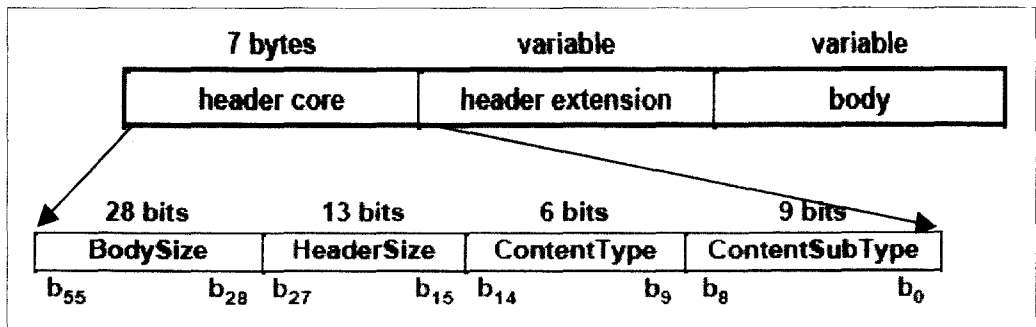 7 bytes variable variable
header core header extension body
28 bits 13 bits 6 bits 9 bits
BodySize HeaderSize ContentType ContentSubType
b55 b28 b27 b15 b14 b9 b8 b0